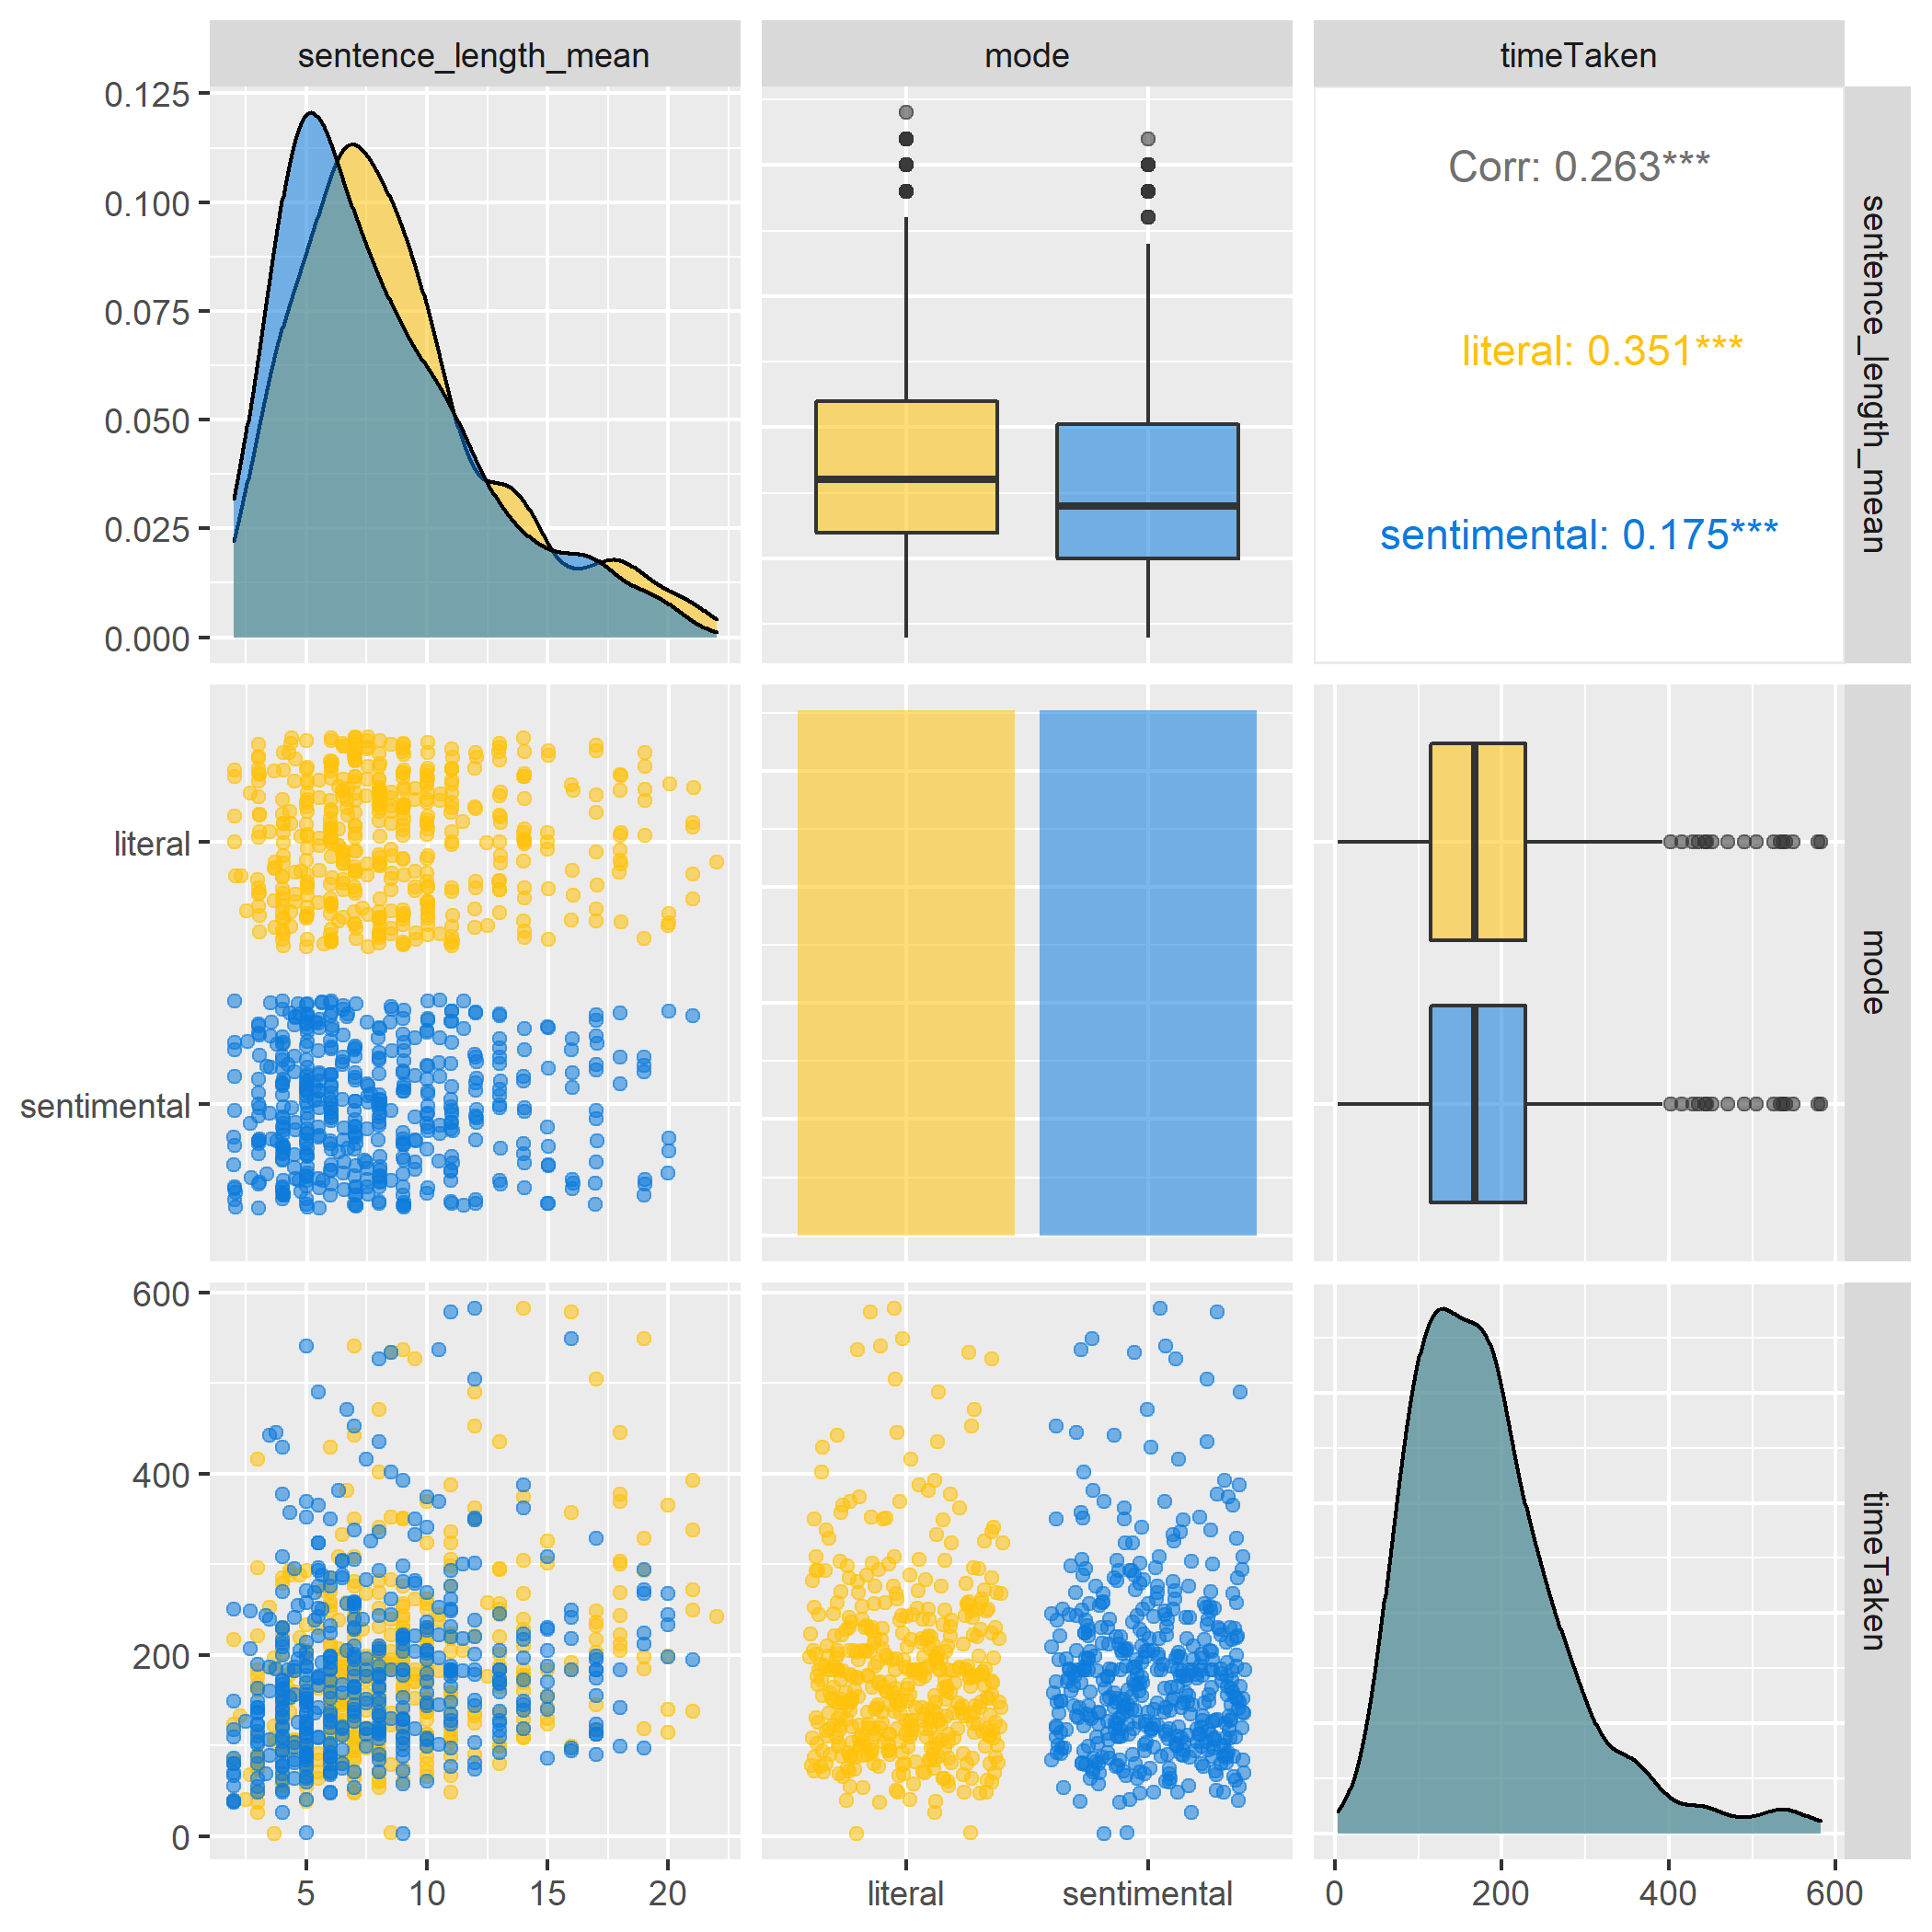 sentence_length_mean mode timeTaken
0.125
0.100
0.075
0.050
0.025
0.000
Corr: 0.263***
literal: 0.351***
sentimental: 0.175***
sentence_length_mean
literal
sentimental
mode
600
400
200
0
timeTaken
5 10 15 20 literal sentimental 0 200 400 600